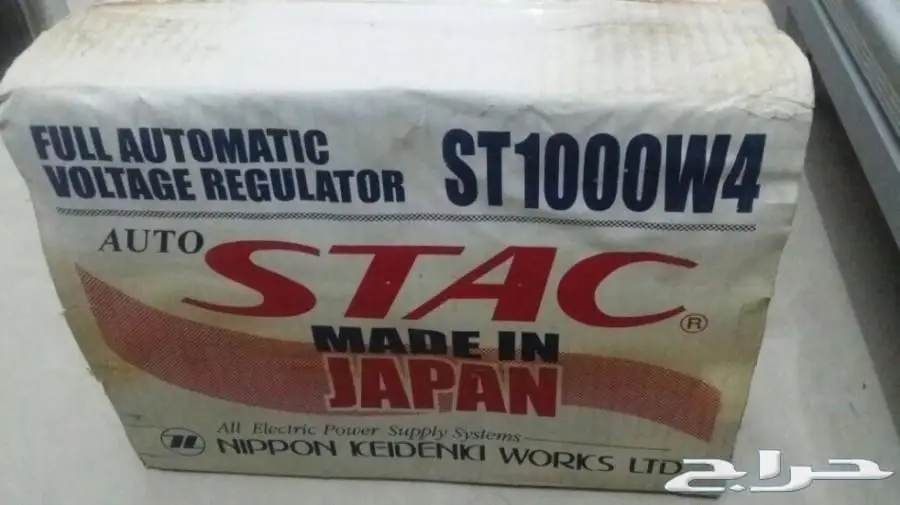 FULL AUTOMATIC
VOLTAGE REGULATOR
ST1000W4
AUTO STAC®
MADE IN
JAPAN
All Electric Power Supply Systems
NIPPON KEIDENKI WORKS LTD
حراج